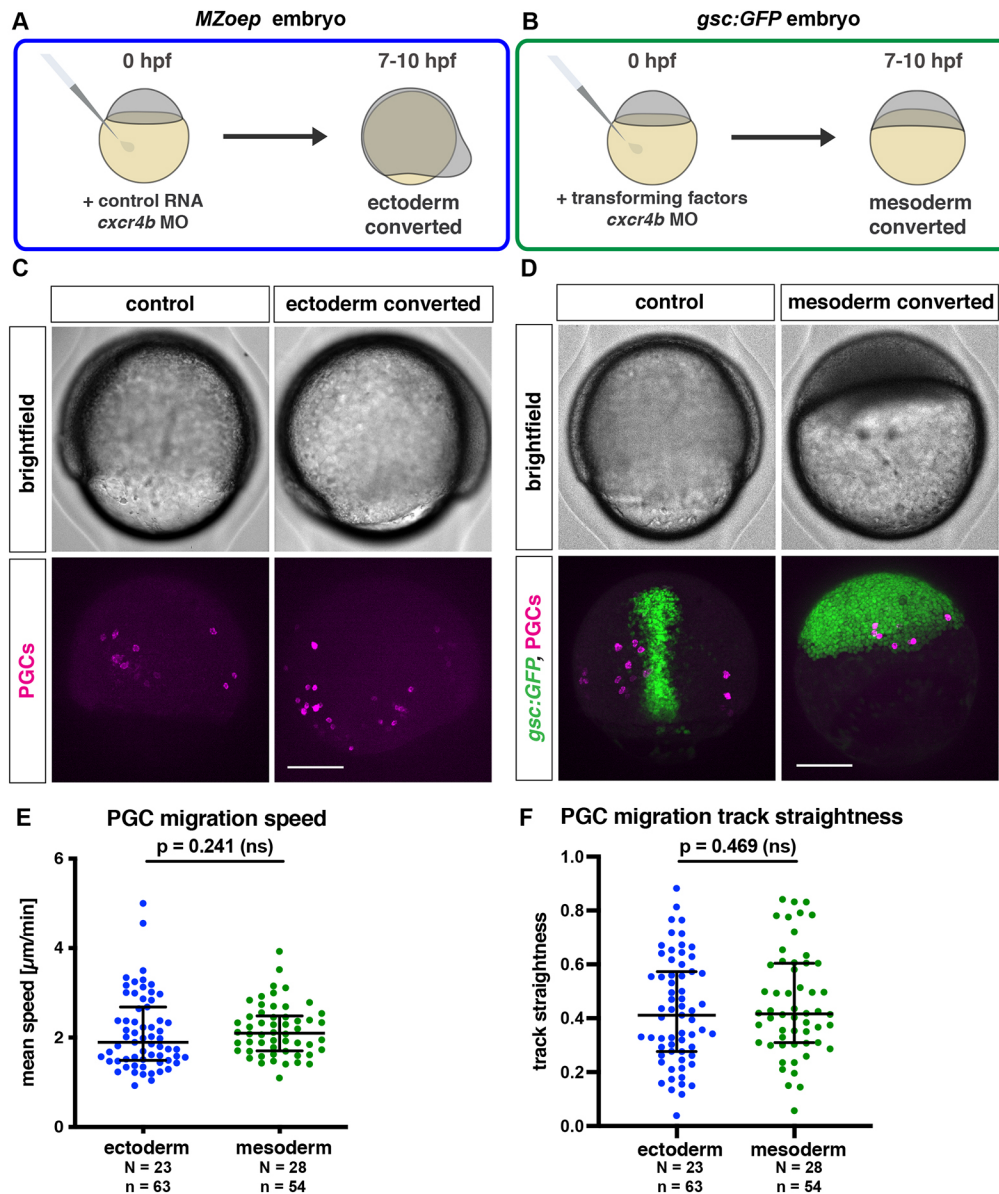 A
MZoep embryo
0 hpf
7-10 hpf
+ control RNA
cxcr4b MO
ectoderm
converted
B
gsc:GFP embryo
0 hpf
7-10 hpf
+ transforming factors
cxcr4b MO
mesoderm
converted
C
control
ectoderm converted
brightfield
PGCs
D
control
mesoderm converted
brightfield
gsc:GFP, PGCs
E
PGC migration speed
p = 0.241 (ns)
mean speed [µm/min]
6
4
2
0
ectoderm
N = 23
n = 63
mesoderm
N = 28
n = 54
F
PGC migration track straightness
p = 0.469 (ns)
track straightness
1.0
0.8
0.6
0.4
0.2
0.0
ectoderm
N = 23
n = 63
mesoderm
N = 28
n = 54